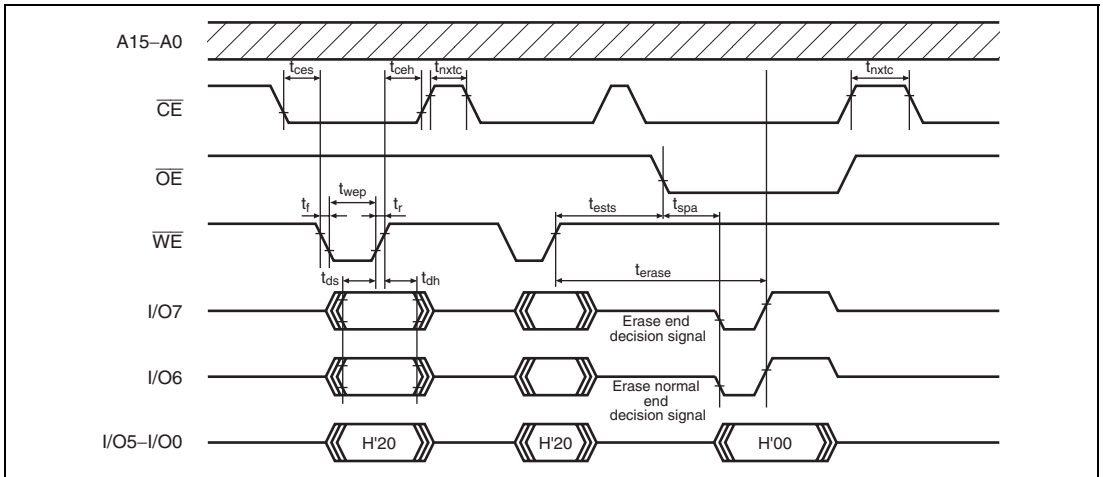 A15–A0
tces
tceh
tnxtc
tnxtc
CE
OE
twep
tests
tspa
tf
tr
WE
terase
tds
tdh
I/O7
Erase end
decision signal
I/O6
Erase normal
end
decision signal
I/O5–I/O0
H'20
H'20
H'00